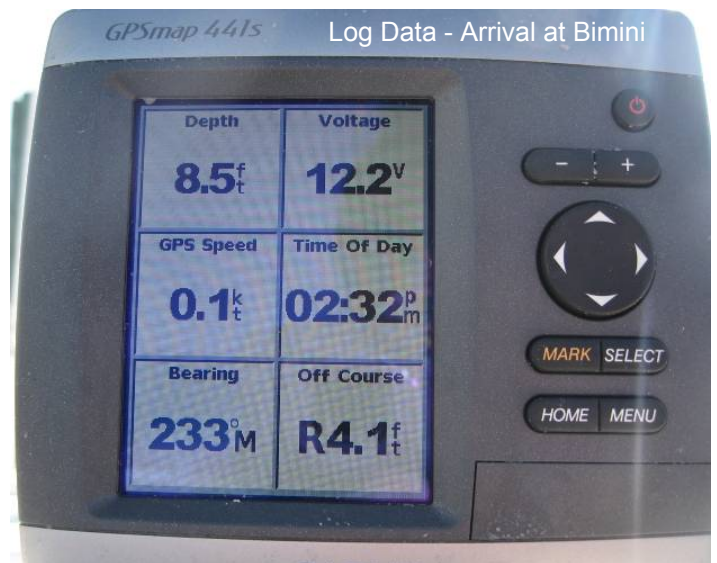 GPSmap 441s
Log Data - Arrival at Bimini
Depth
8.5ft
Voltage
12.2V
GPS Speed
0.1kt
Time Of Day
02:32pm
Bearing
233°M
Off Course
R4.1ft
- +
MARK SELECT
HOME MENU